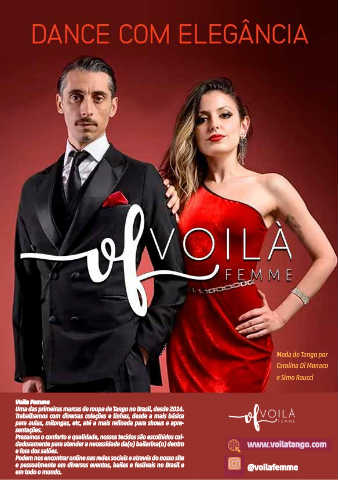 DANCE COM ELEGÂNCIA
of VOILÀ
FEMME
Moda do Tango por
Carolina Di Monaco
e Simo Raucci
Voila Femme
Uma das primeiras marcas de roupa de Tango no Brasil, desde 2014.
Trabalhamos com diversas coleções e linhas, desde a mais básica
para aulas, milongas, etc, até a mais refinada para shows e apre-
sentações.
Prezamos o conforto e qualidade, nossos tecidos são escolhidos cui-
dadosamente para atender a necessidade da(o) bailarina(o) dentro
e fora dos salões.
Podem nos encontrar online nas redes sociais e através do nosso site
e pessoalmente em diversos eventos, bailes e festivais no Brasil e
em todo o mundo.
of VOILÀ
FEMME
www.voilatango.com
@voilafemme